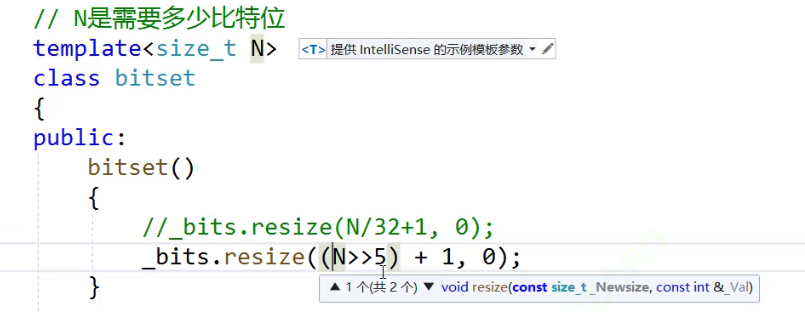 // N是需要多少比特位
template<size_t N>
<T> 提供 IntelliSense 的示例模板参数
class bitset
{
public:
bitset()
{
//_bits.resize(N/32+1, 0);
_bits.resize((N>>5) + 1, 0);
▲ 1 个(共 2 个) ▼ void resize(const size_t _Newsize, const int &_Val)
}